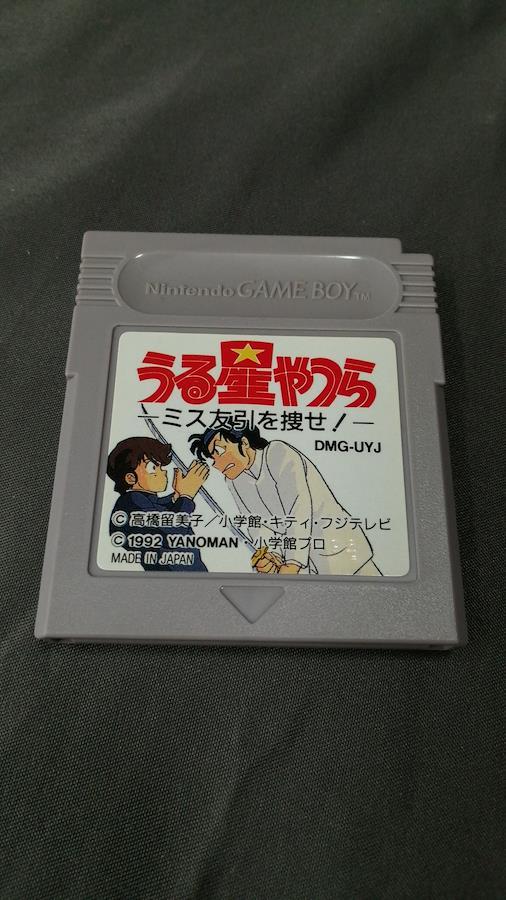 Nintendo GAME BOY TM
うる星やつら
―ミス友引を捜せ!―
DMG-UYJ
© 高橋留美子/小学館・キティ・フジテレビ
© 1992 YANOMAN・小学館プロ
MADE IN JAPAN